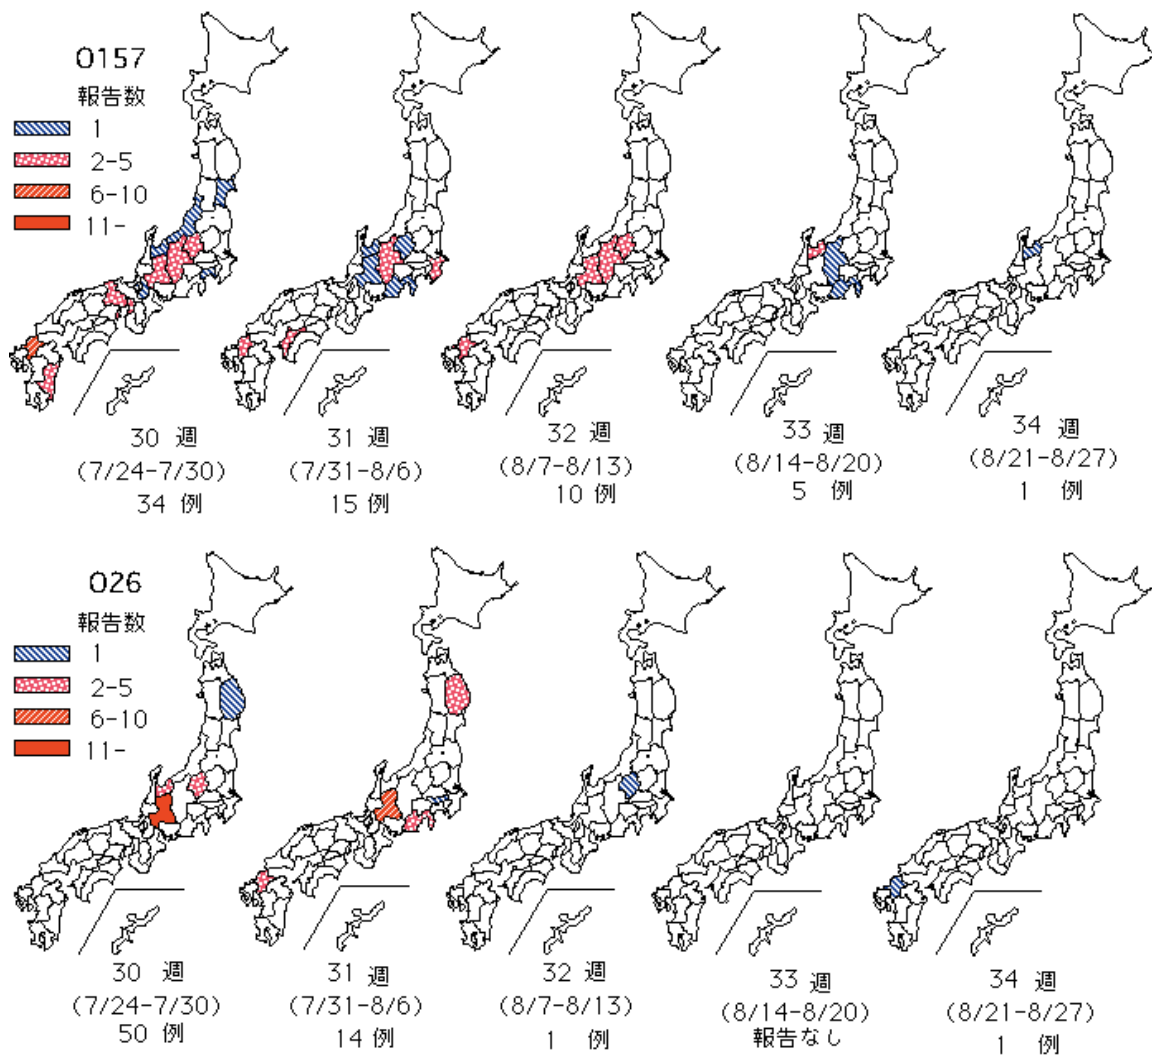 O157
報告数
1
2-5
6-10
11-
30 週
(7/24-7/30)
34 例
31 週
(7/31-8/6)
15 例
32 週
(8/7-8/13)
10 例
33 週
(8/14-8/20)
5 例
34 週
(8/21-8/27)
1 例
O26
報告数
1
2-5
6-10
11-
30 週
(7/24-7/30)
50 例
31 週
(7/31-8/6)
14 例
32 週
(8/7-8/13)
1 例
33 週
(8/14-8/20)
報告なし
34 週
(8/21-8/27)
1 例